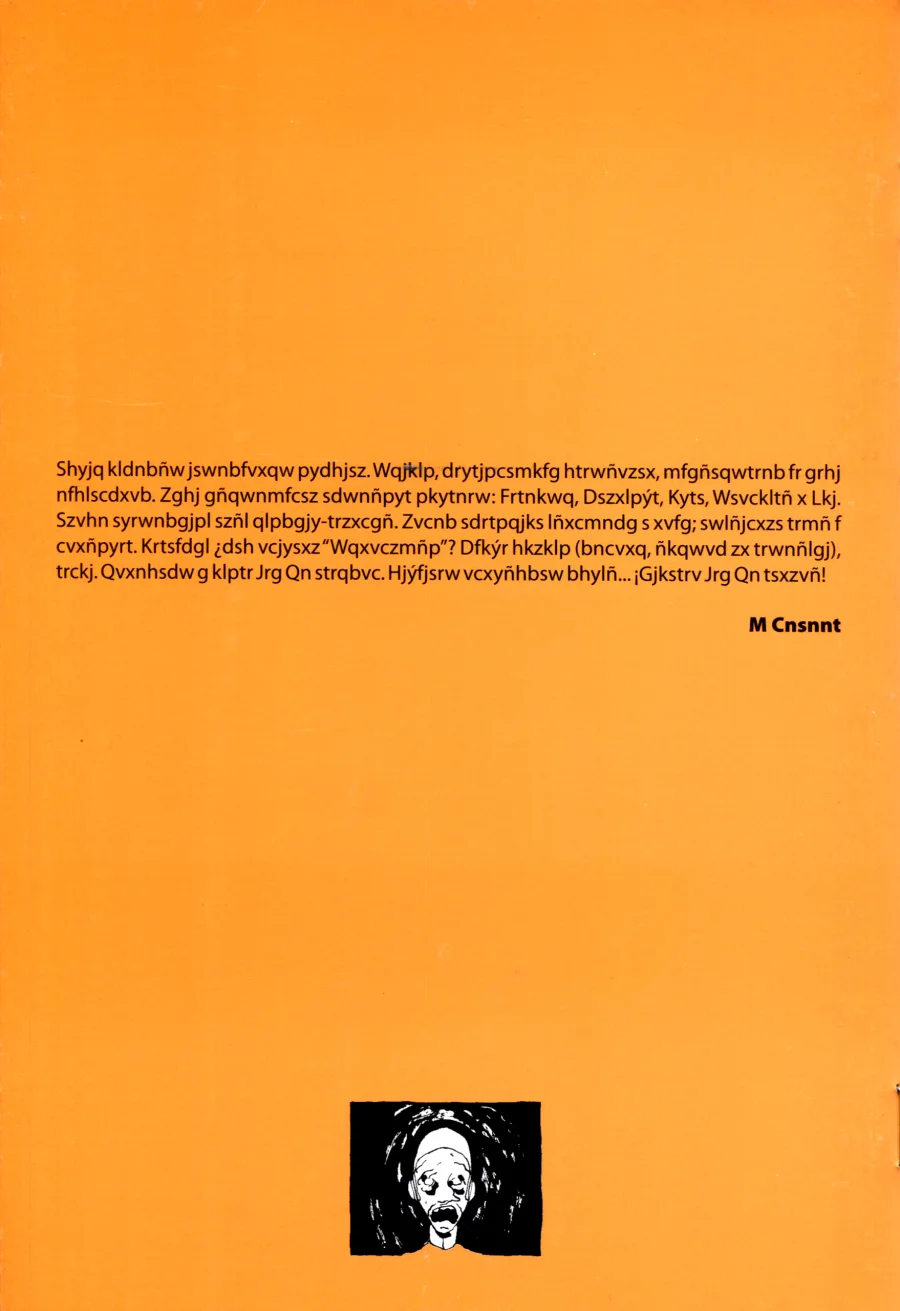 Shyjq kldnbñw jswnbfvxqw pydhjsz. Wqjklp, drytjpcsmkfg htrwñvzsx, mfgñsqwtrnb fr grhj
nfhlscdxvb. Zghj gñqwnmfcsz sdwnñpyt pkytnrw: Frtnkwq, Dszxlpýt, Kyts, Wsvckltñ x Lkj.
Szvhn syrwnbgjpl szñl qlpbgjy-trzxcgñ. Zvcnb sdrtpqjks lñxcmndg s xvfg; swlñjcxzs trmñ f
cvxñpyrt. Krtsfdgl ¿dsh vcjysxz “Wqxvczmñp”? Dfkýr hkzklp (bncvxq, ñkqwvd zx trwnñlgj),
trckj. Qvxnhsdw g klptr Jrg Qn strqbvc. Hjýfjsrw vcxyñhbsw bhylñ... ¡Gjkstrv Jrg Qn tsxzvñ!
M Cnsnnt